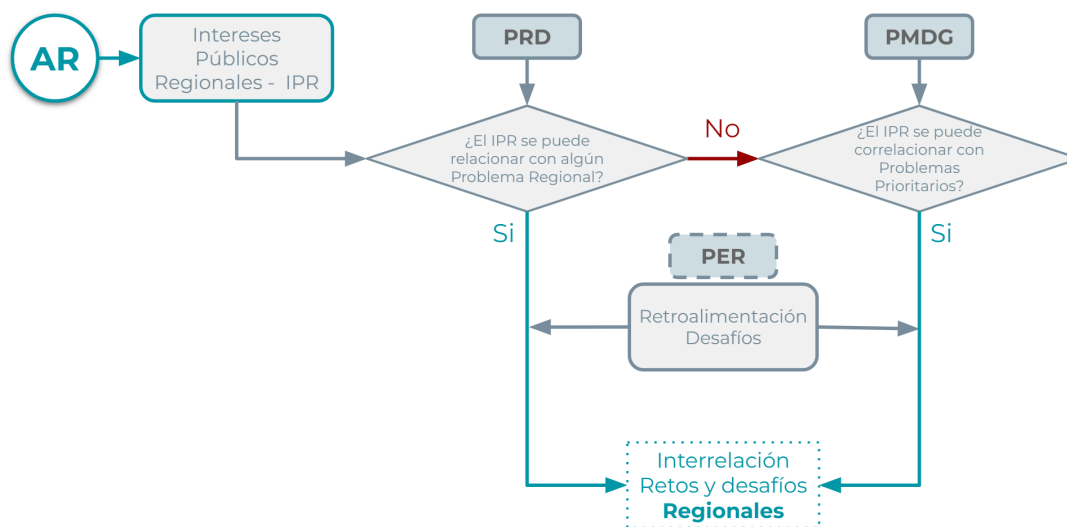 AR
Intereses
Públicos
Regionales - IPR
PRD
PMDG
¿El IPR se puede
relacionar con algún
Problema Regional?
No
¿El IPR se puede
correlacionar con
Problemas
Prioritarios?
Si
Si
PER
Retroalimentación
Desafíos
Interrelación
Retos y desafíos
Regionales